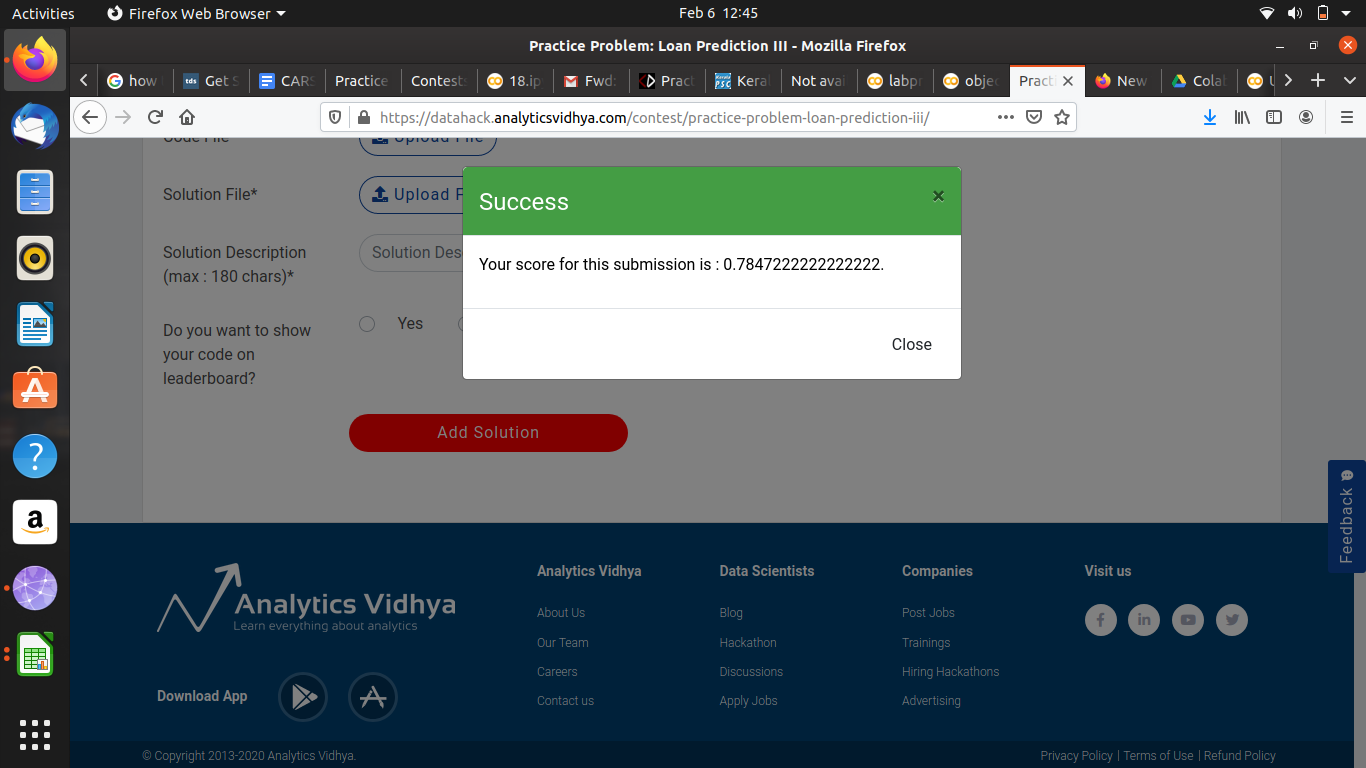 Activities
Firefox Web Browser
Feb 6 12:45
Practice Problem: Loan Prediction III - Mozilla Firefox
how
tds Get S
CARS
Practice
Contests
18.ip
Fwd:
Pract
Keral
Not avai
labpr
objec
Practi
New
Colab
https://datahack.analyticsvidhya.com/contest/practice-problem-loan-prediction-iii/
Code File
Upload File
Solution File*
Upload F
Solution Description
(max : 180 chars)*
Solution Des
Do you want to show
your code on
leaderboard?
Yes
Success
×
Your score for this submission is : 0.7847222222222222.
Close
Add Solution
Feedback
Analytics Vidhya
Learn everything about analytics
Download App
Analytics Vidhya
About Us
Our Team
Careers
Contact us
Data Scientists
Blog
Hackathon
Discussions
Apply Jobs
Companies
Post Jobs
Trainings
Hiring Hackathons
Advertising
Visit us
© Copyright 2013-2020 Analytics Vidhya.
Privacy Policy | Terms of Use | Refund Policy